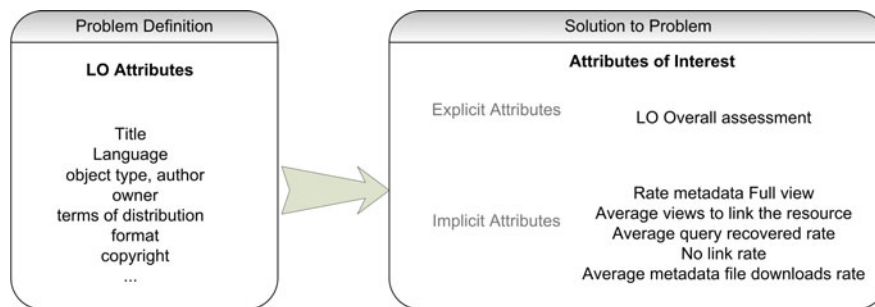 Problem Definition
LO Attributes
Title
Language
object type, author
owner
terms of distribution
format
copyright
...
Solution to Problem
Attributes of Interest
Explicit Attributes
LO Overall assessment
Implicit Attributes
Rate metadata Full view
Average views to link the resource
Average query recovered rate
No link rate
Average metadata file downloads rate